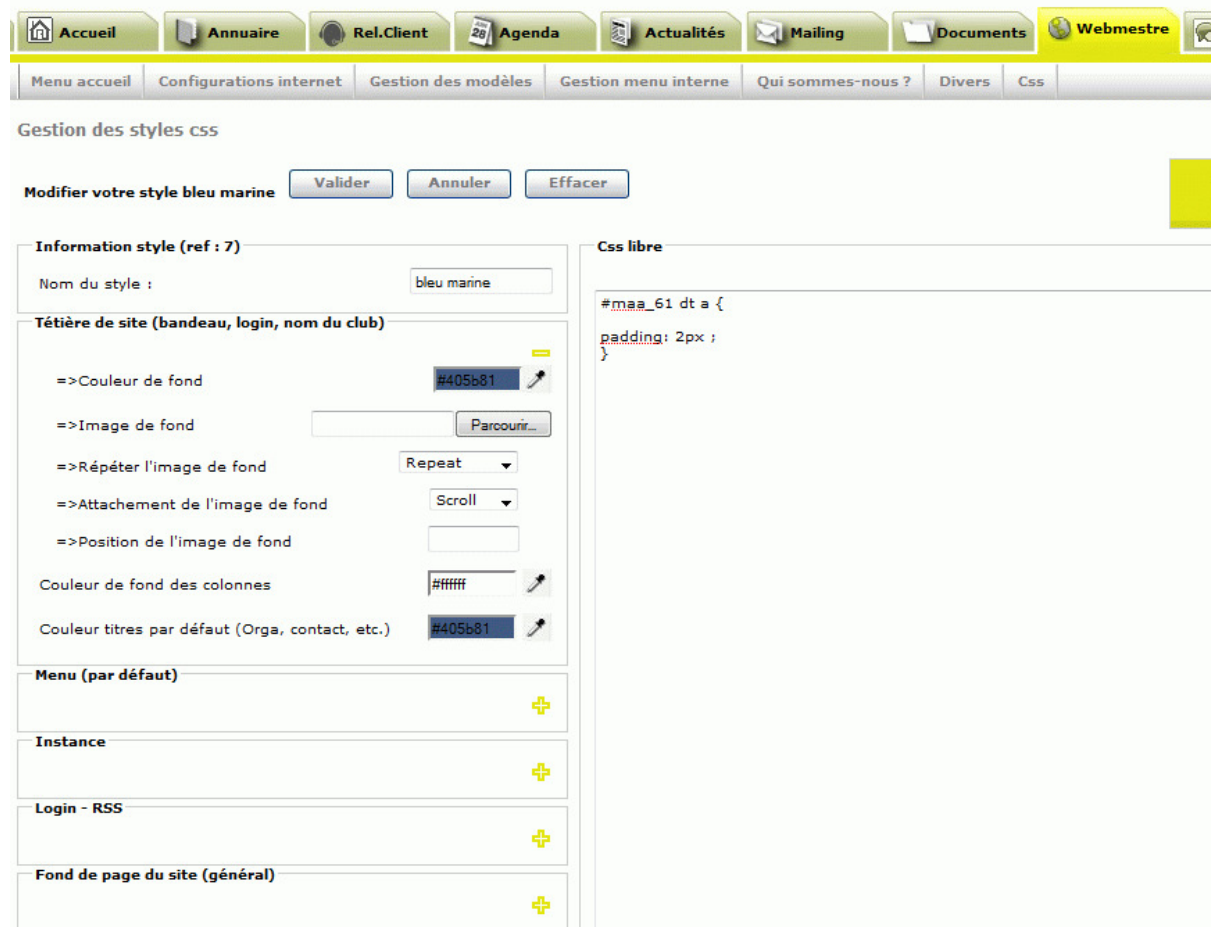 Accueil
Annuaire
Rel.Client
28 Agenda
Actualités
Mailing
Documents
Webmestre
Menu accueil
Configurations internet
Gestion des modèles
Gestion menu interne
Qui sommes-nous ?
Divers
Css
Gestion des styles css
Modifier votre style bleu marine
Valider
Annuler
Effacer
Information style (ref : 7)
Nom du style :
bleu marine
Tétière de site (bandeau, login, nom du club)
=>Couleur de fond
#405b81
=>Image de fond
Parcourir...
=>Répéter l'image de fond
Repeat
=>Attachement de l'image de fond
Scroll
=>Position de l'image de fond
Couleur de fond des colonnes
#ffffff
Couleur titres par défaut (Orga, contact, etc.)
#405b81
Menu (par défaut)
Instance
Login - RSS
Fond de page du site (général)
Css libre
#maa_61 dt a {
padding: 2px ;
}